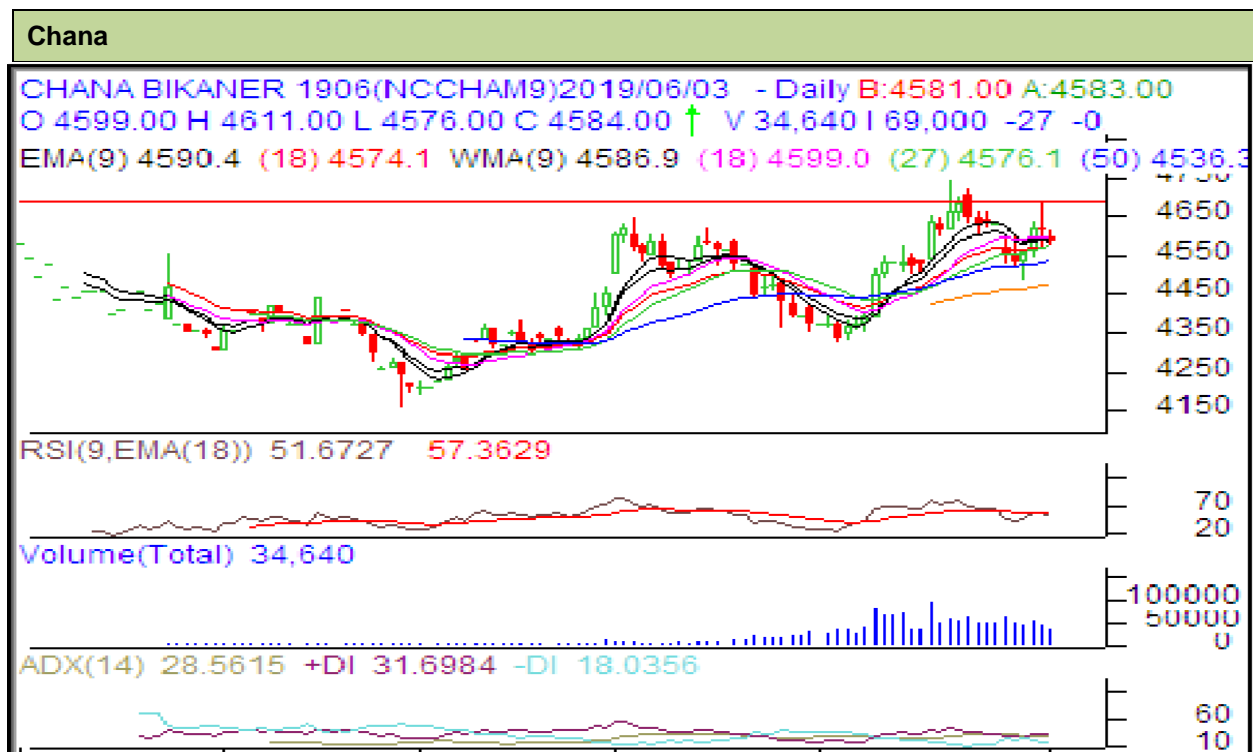 Chana
CHANA BIKANER 1906(NCCHAM9)2019/06/03 - Daily B:4581.00 A:4583.00
O 4599.00 H 4611.00 L 4576.00 C 4584.00 V 34,640 I 69,000 -27 -0
EMA(9) 4590.4 (18) 4574.1 WMA(9) 4586.9 (18) 4599.0 (27) 4576.1 (50) 4536.3
4750
4650
4550
4450
4350
4250
4150
RSI(9,EMA(18)) 51.6727 57.3629
70
20
Volume(Total) 34,640
100000
50000
0
ADX(14) 28.5615 +DI 31.6984 -DI 18.0356
60
10